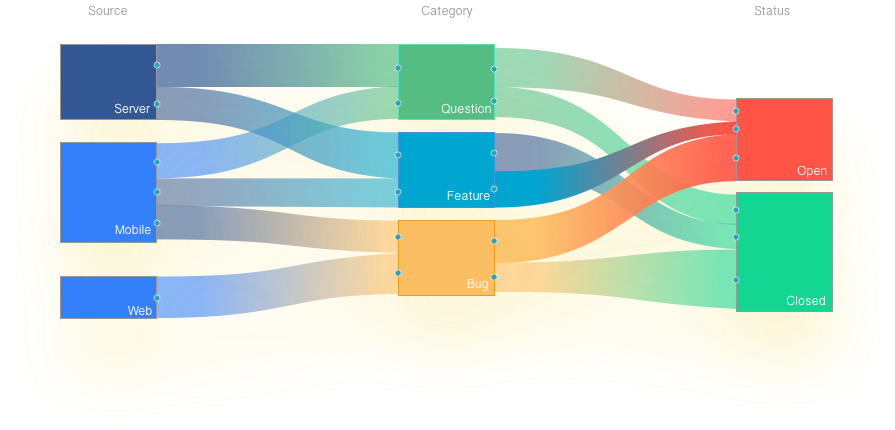 Source
Category
Status
Server
Question
Mobile
Feature
Open
Web
Bug
Closed